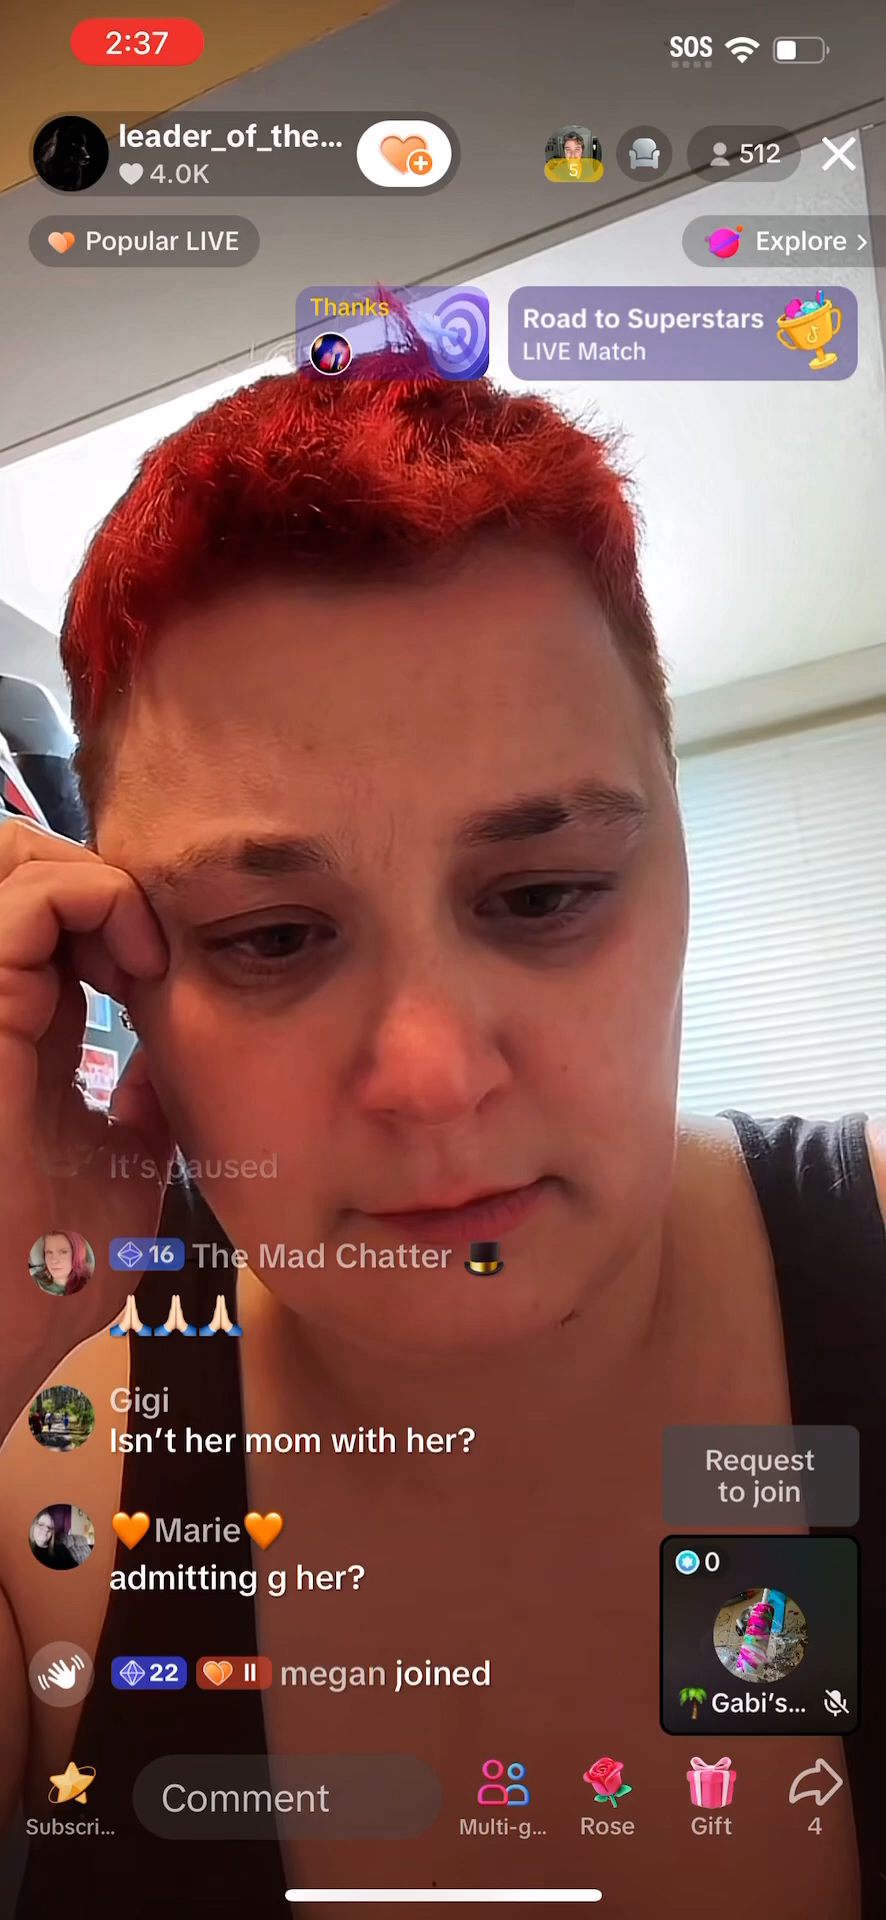 2:37
SOS
leader_of_the...
4.0K
5
512
Popular LIVE
Explore >
Thanks
Road to Superstars
LIVE Match
It's paused
16 The Mad Chatter
Gigi
Isn't her mom with her?
Marie
admitting g her?
22 II megan joined
Request
to join
0
Gabi's...
Subscri...
Comment
Multi-g...
Rose
Gift
4